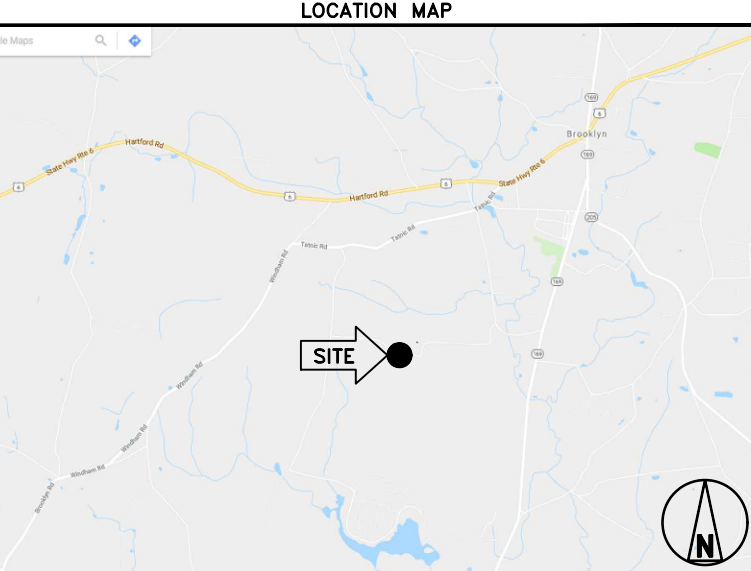 LOCATION MAP
le Maps
169
6
Brooklyn
169
State Hwy Rte 6
Hartford Rd
State Hwy Rte 6
6
6
Hartford Rd
6
Tatnic Rd
205
Tatnic Rd
Tatnic Rd
Windham Rd
169
SITE
169
Windham Rd
Windham Rd
Windham Rd
Brooklyn Rd
N